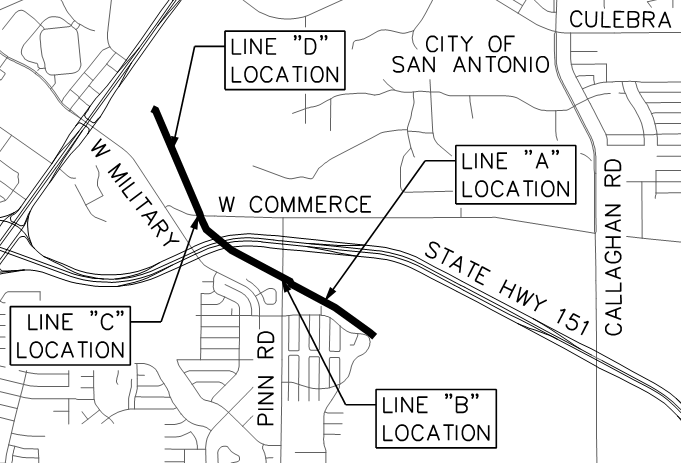 CULEBRA
LINE "D"
LOCATION
CITY OF
SAN ANTONIO
W MILITARY
LINE "A"
LOCATION
W COMMERCE
CALLAGHAN RD
STATE HWY 151
LINE "C"
LOCATION
PINN RD
LINE "B"
LOCATION